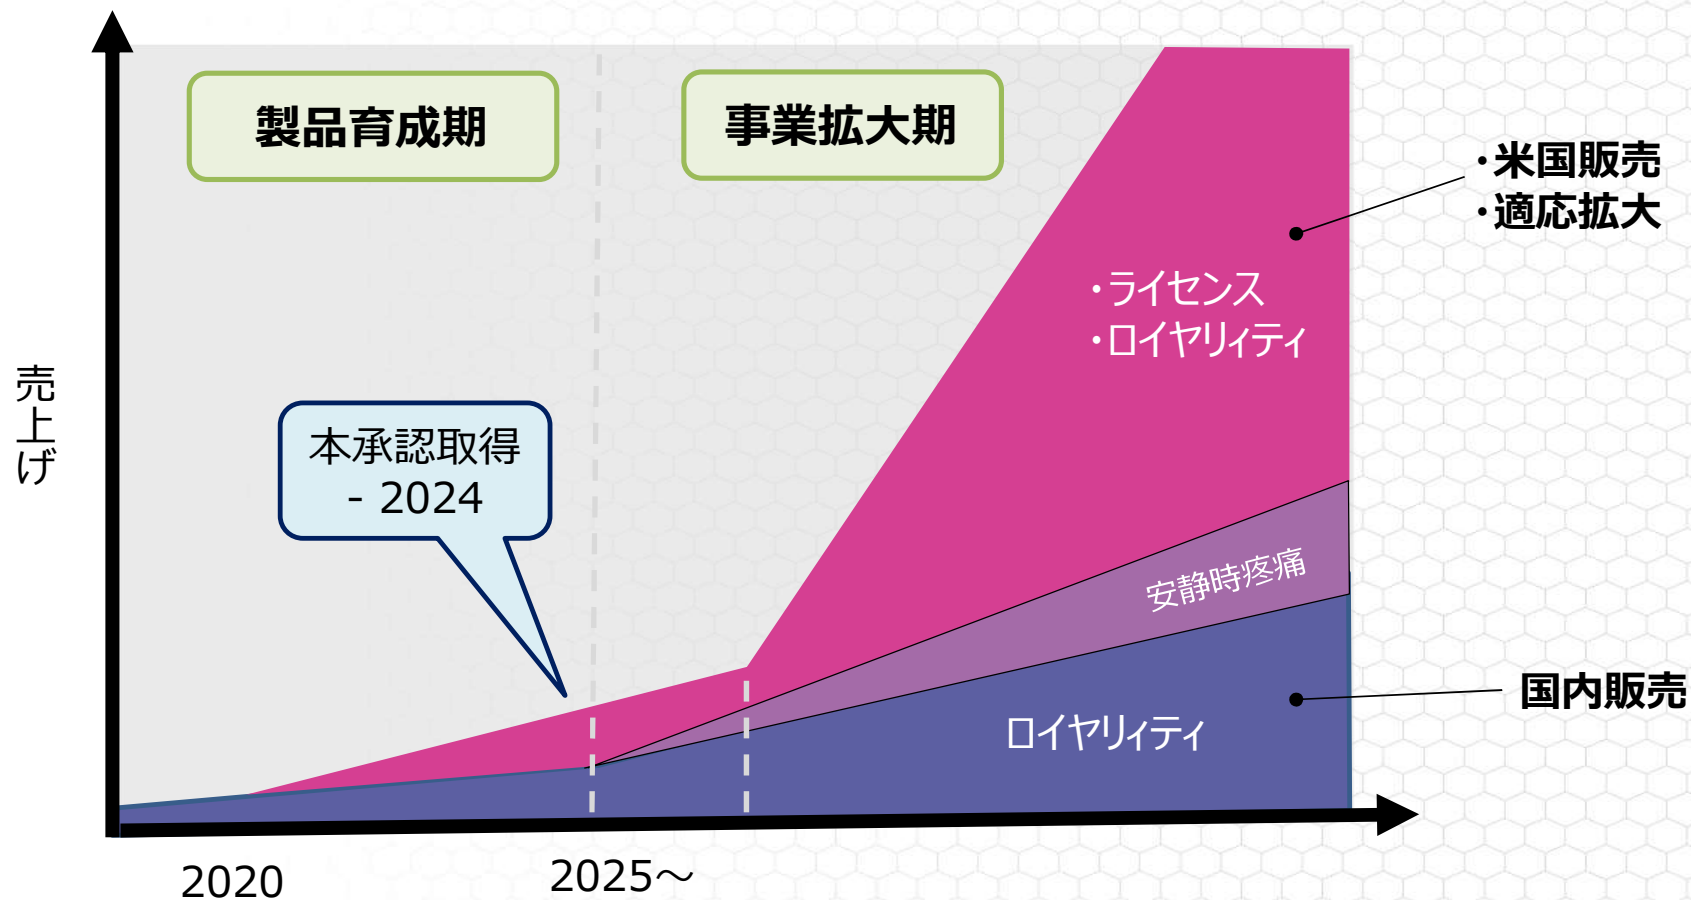 製品育成期
事業拡大期
・米国販売
・適応拡大
・ライセンス
・ロイヤリィティ
売上げ
本承認取得
- 2024
安静時疼痛
国内販売
ロイヤリィティ
2020
2025～